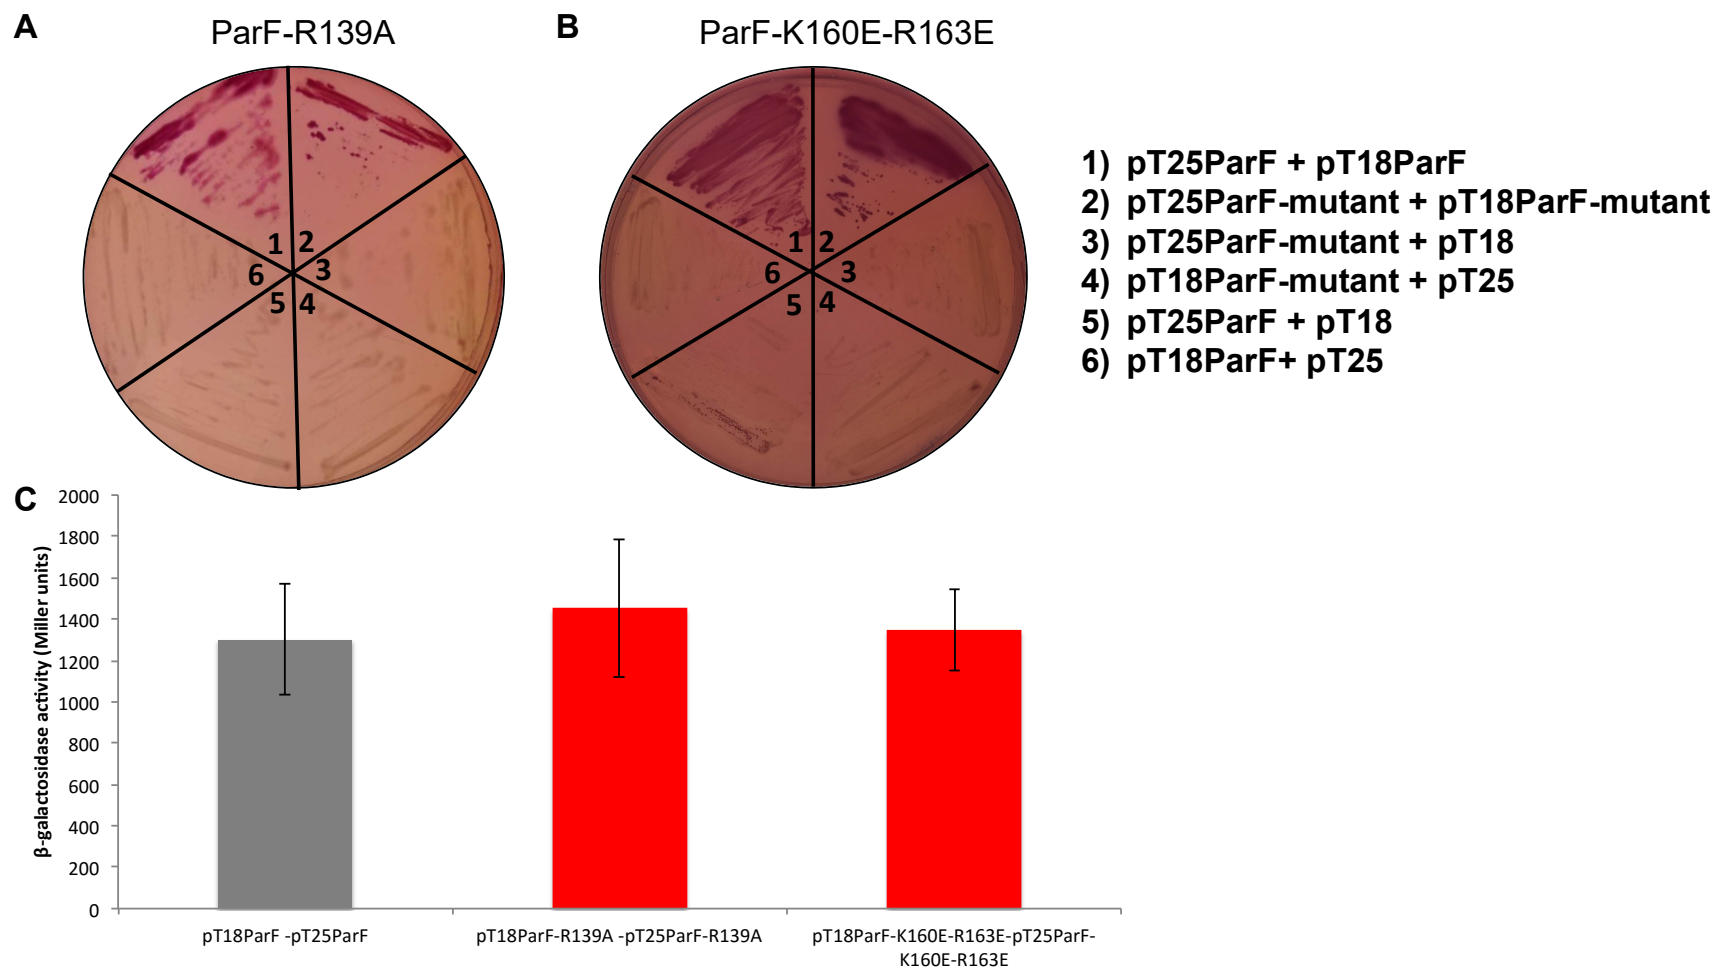 A
ParF-R139A
B
ParF-K160E-R163E
1
2
3
4
5
6
1
2
3
4
5
6
1) pT25ParF + pT18ParF
2) pT25ParF-mutant + pT18ParF-mutant
3) pT25ParF-mutant + pT18
4) pT18ParF-mutant + pT25
5) pT25ParF + pT18
6) pT18ParF+ pT25
C
β-galactosidase activity (Miller units)
2000
1800
1600
1400
1200
1000
800
600
400
200
0
pT18ParF -pT25ParF
pT18ParF-R139A -pT25ParF-R139A
pT18ParF-K160E-R163E-pT25ParF-
K160E-R163E